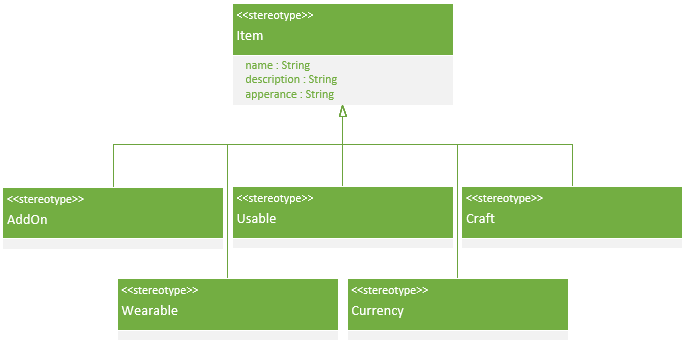 <<stereotype>>
Item
name : String
description : String
apperance : String
<<stereotype>>
AddOn
<<stereotype>>
Usable
<<stereotype>>
Craft
<<stereotype>>
Wearable
<<stereotype>>
Currency